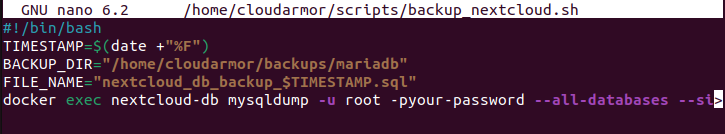 GNU nano 6.2 /home/cloudarmor/scripts/backup_nextcloud.sh
#!/bin/bash
TIMESTAMP=$(date +"%F")
BACKUP_DIR="/home/cloudarmor/backups/mariadb"
FILE_NAME="nextcloud_db_backup_$TIMESTAMP.sql"
docker exec nextcloud-db mysqldump -u root -pyour-password --all-databases --si>